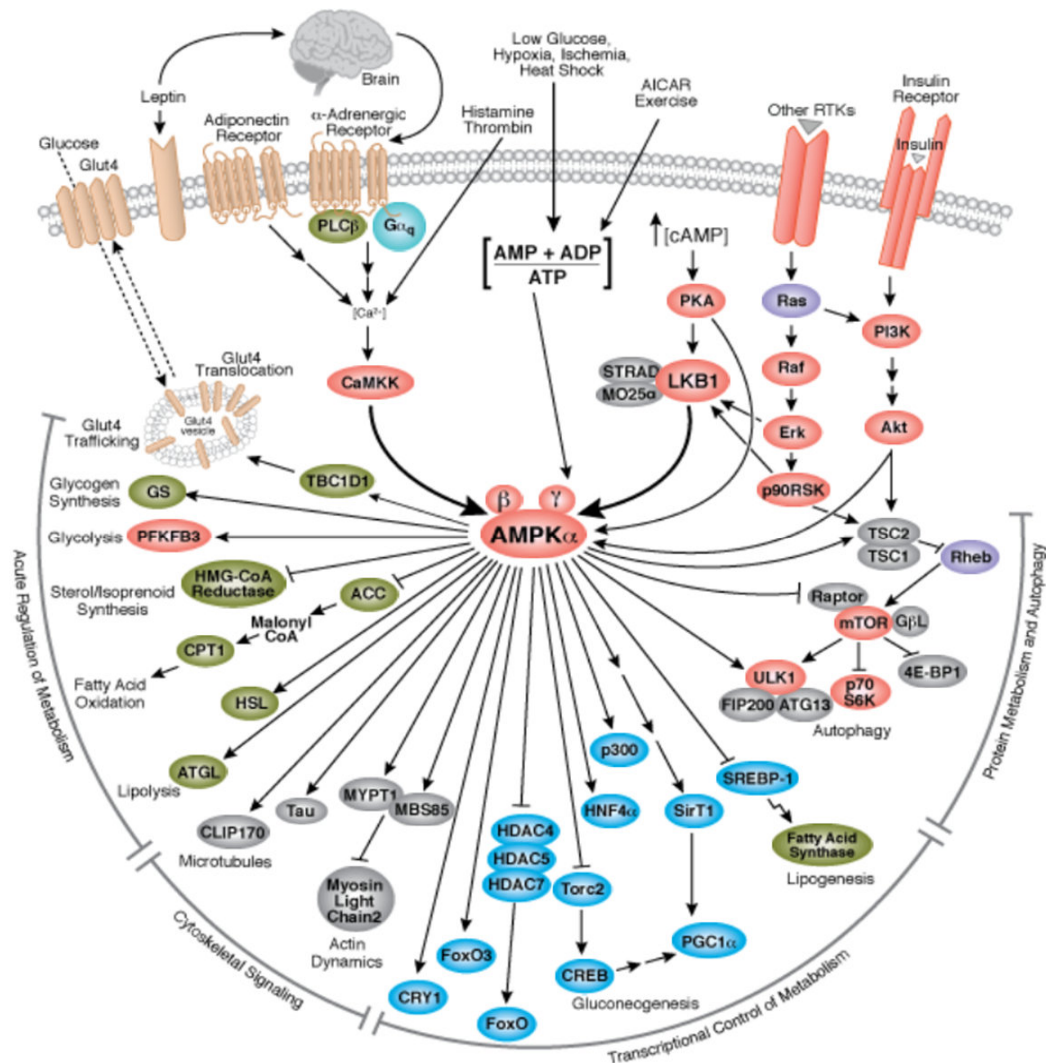 Low Glucose,
Hypoxia, Ischemia,
Heat Shock
Brain
Leptin
AICAR
Exercise
Insulin
Receptor
Other RTKs
Adiponectin
Receptor
α-Adrenergic
Receptor
Histamine
Thrombin
Glucose
Glut4
Insulin
PLCβ
Gαq
[cAMP]
AMP + ADP
ATP
PKA
Ras
[Ca²⁻]
PI3K
Glut4
Translocation
CaMKK
STRAD
LKB1
MO25α
Raf
Glut4
vesicle
Glut4
Trafficking
Erk
Akt
TBC1D1
Glycogen
Synthesis
GS
β
γ
p90RSK
AMPKα
TSC2
TSC1
Glycolysis
PFKFB3
Rheb
HMG-CoA
Reductase
Sterol/Isoprenoid
Synthesis
ACC
Raptor
mTOR
GβL
Malonyl
CoA
CPT1
ULK1
p70
S6K
4E-BP1
Fatty Acid
Oxidation
HSL
FIP200
ATG13
Autophagy
p300
ATGL
Lipolysis
SREBP-1
Tau
MYPT1
MBS85
HNF4α
SirT1
CLIP170
Microtubules
HDAC4
HDAC5
HDAC7
Fatty Acid
Synthase
Lipogenesis
Torc2
Myosin
Light
Chain2
Actin
Dynamics
FoxO3
PGC1α
CREB
Gluconeogenesis
CRY1
FoxO
Acute Regulation of Metabolism
Cytoskeletal Signaling
Transcriptional Control of Metabolism
Protein Metabolism and Autophagy